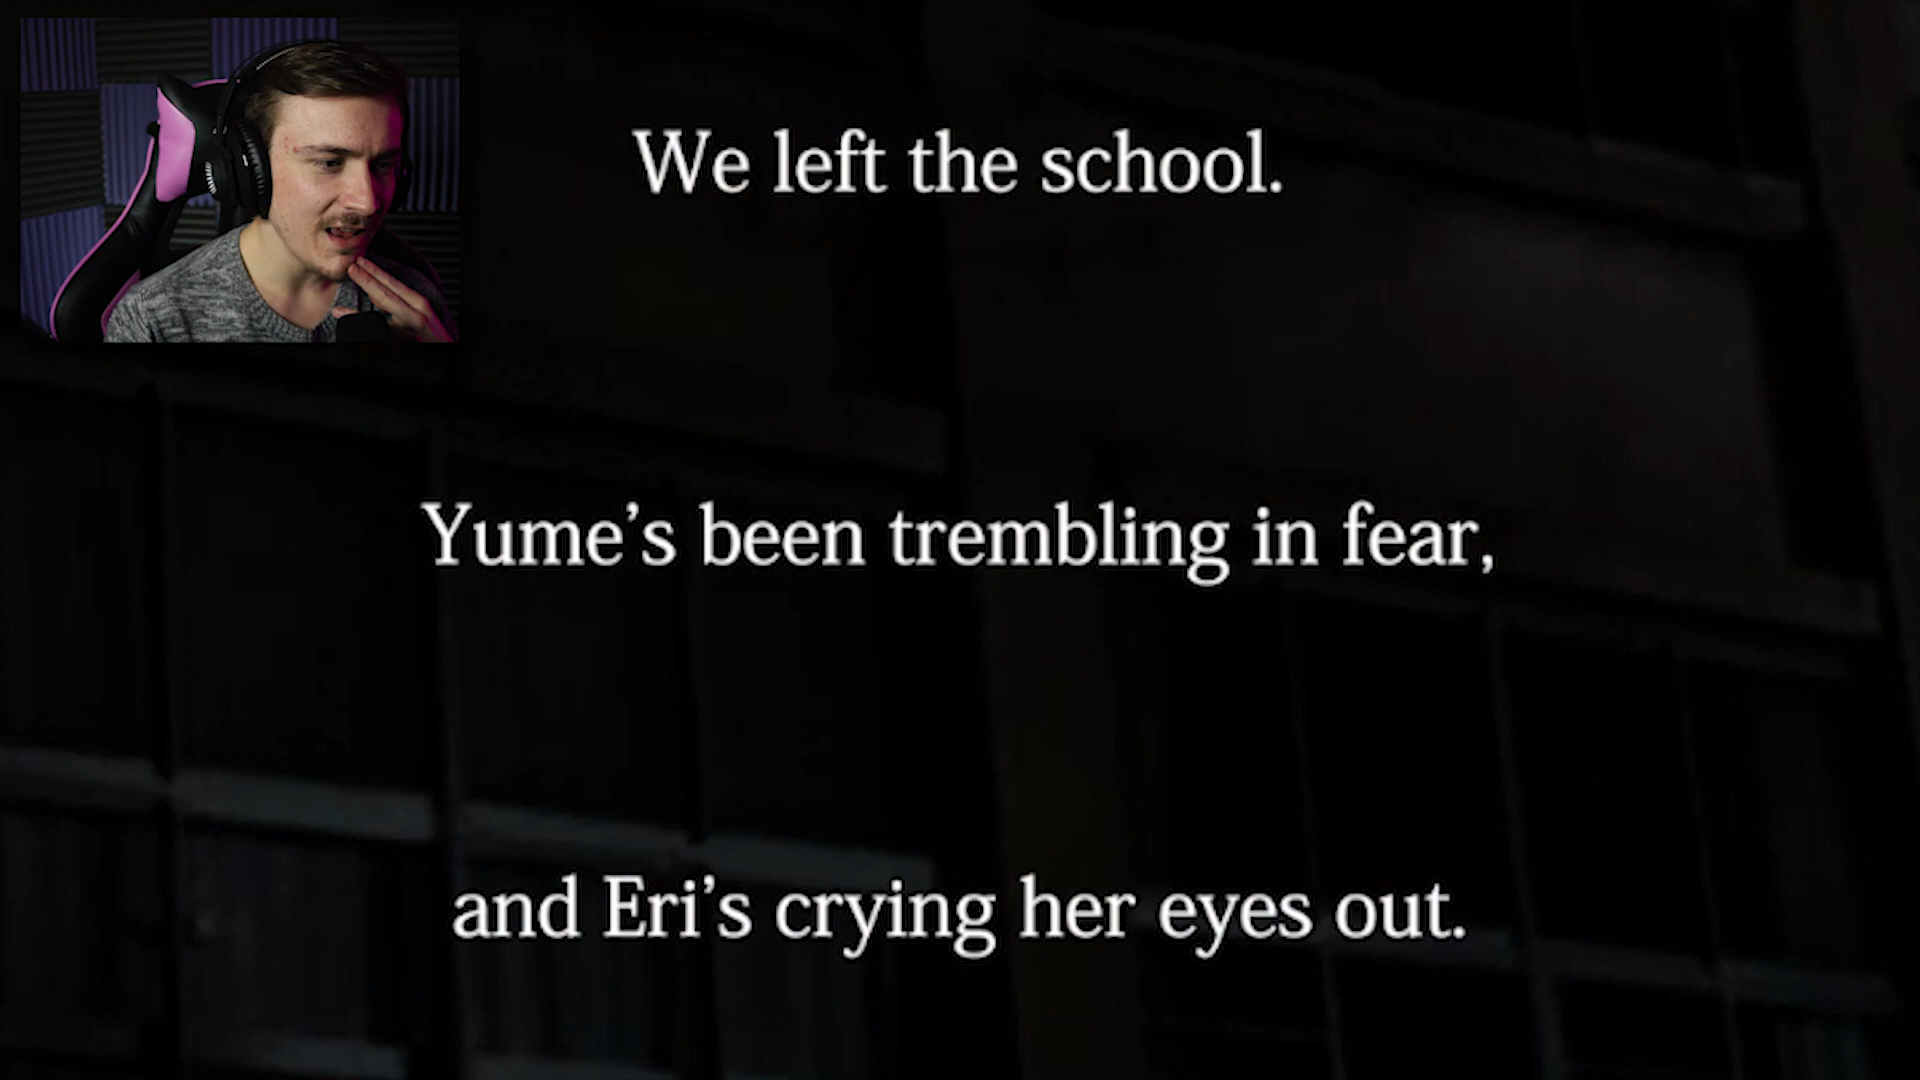 We left the school.
Yume’s been trembling in fear,
and Eri’s crying her eyes out.